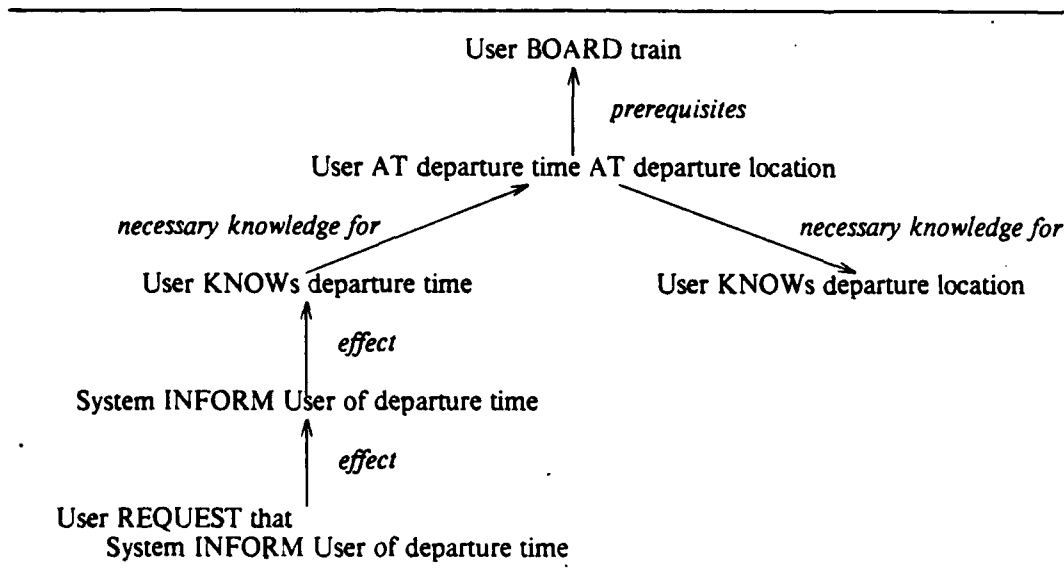 User BOARD train
prerequisites
User AT departure time AT departure location
necessary knowledge for
necessary knowledge for
User KNOWs departure time
User KNOWs departure location
effect
System INFORM User of departure time
effect
User REQUEST that
System INFORM User of departure time